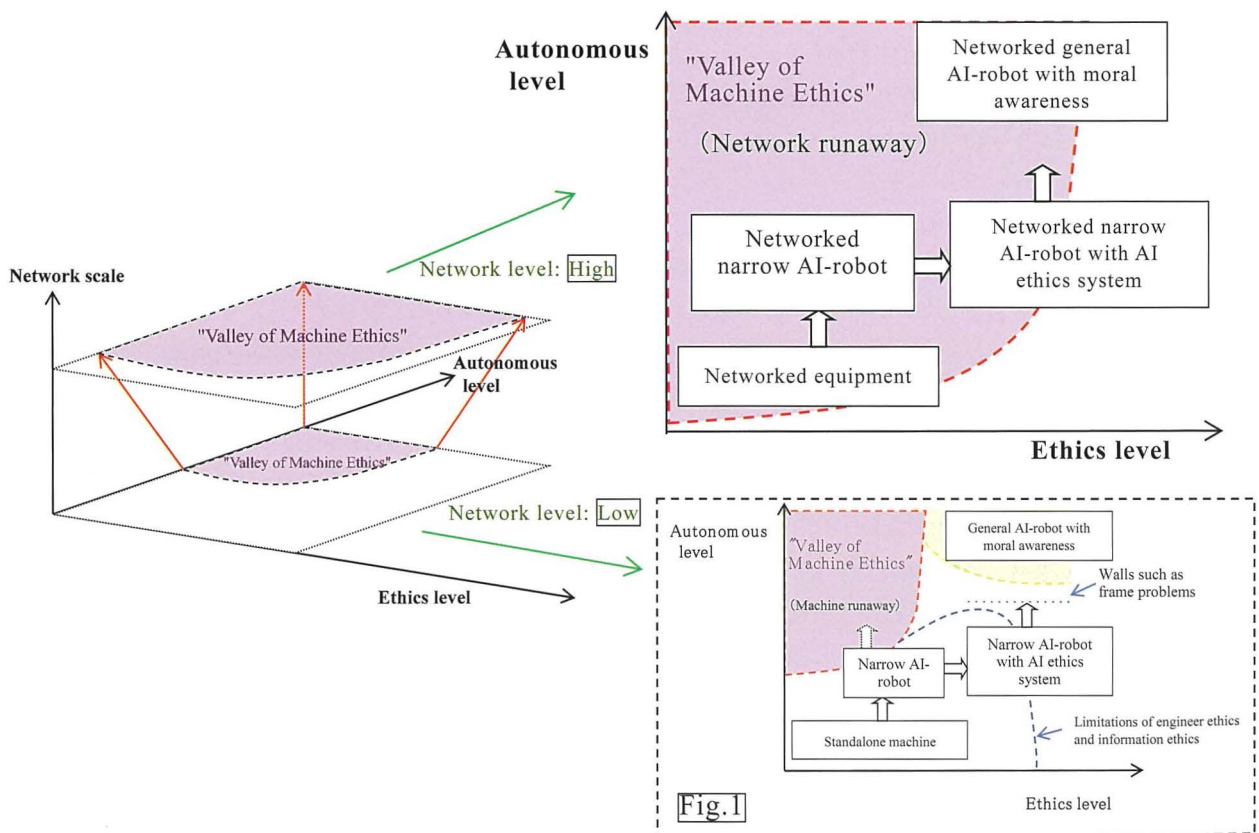 Network scale
"Valley of Machine Ethics"
Autonomous
level
"Valley of Machine Ethics"
Ethics level
Network level: High
Network level: Low
Autonomous
level
"Valley of
Machine Ethics"
(Network runaway)
Networked general
AI-robot with moral
awareness
Networked
narrow AI-robot
Networked narrow
AI-robot with AI
ethics system
Networked equipment
Ethics level
Autonomous
level
"Valley of
Machine Ethics"
(Machine runaway)
General AI-robot with
moral awareness
Walls such as
frame problems
Narrow AI-
robot
Narrow AI-robot
with AI ethics
system
Standalone machine
Limitations of engineer ethics
and information ethics
Fig.1
Ethics level